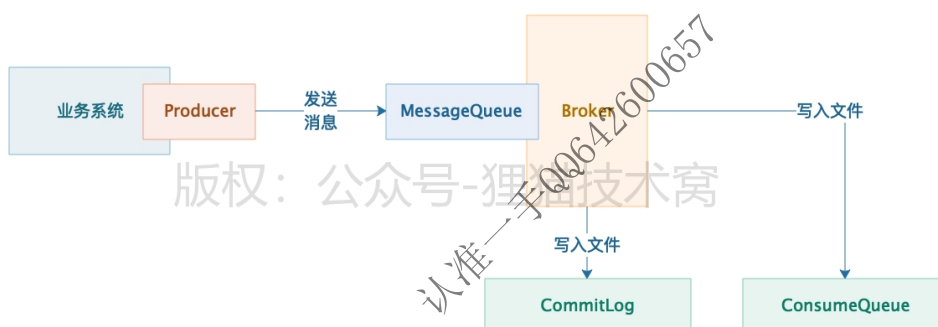 业务系统
Producer
发送
消息
MessageQueue
Broker
写入文件
版权：公众号-狸猫技术窝
认准一手QQ642600657
写入文件
CommitLog
ConsumeQueue